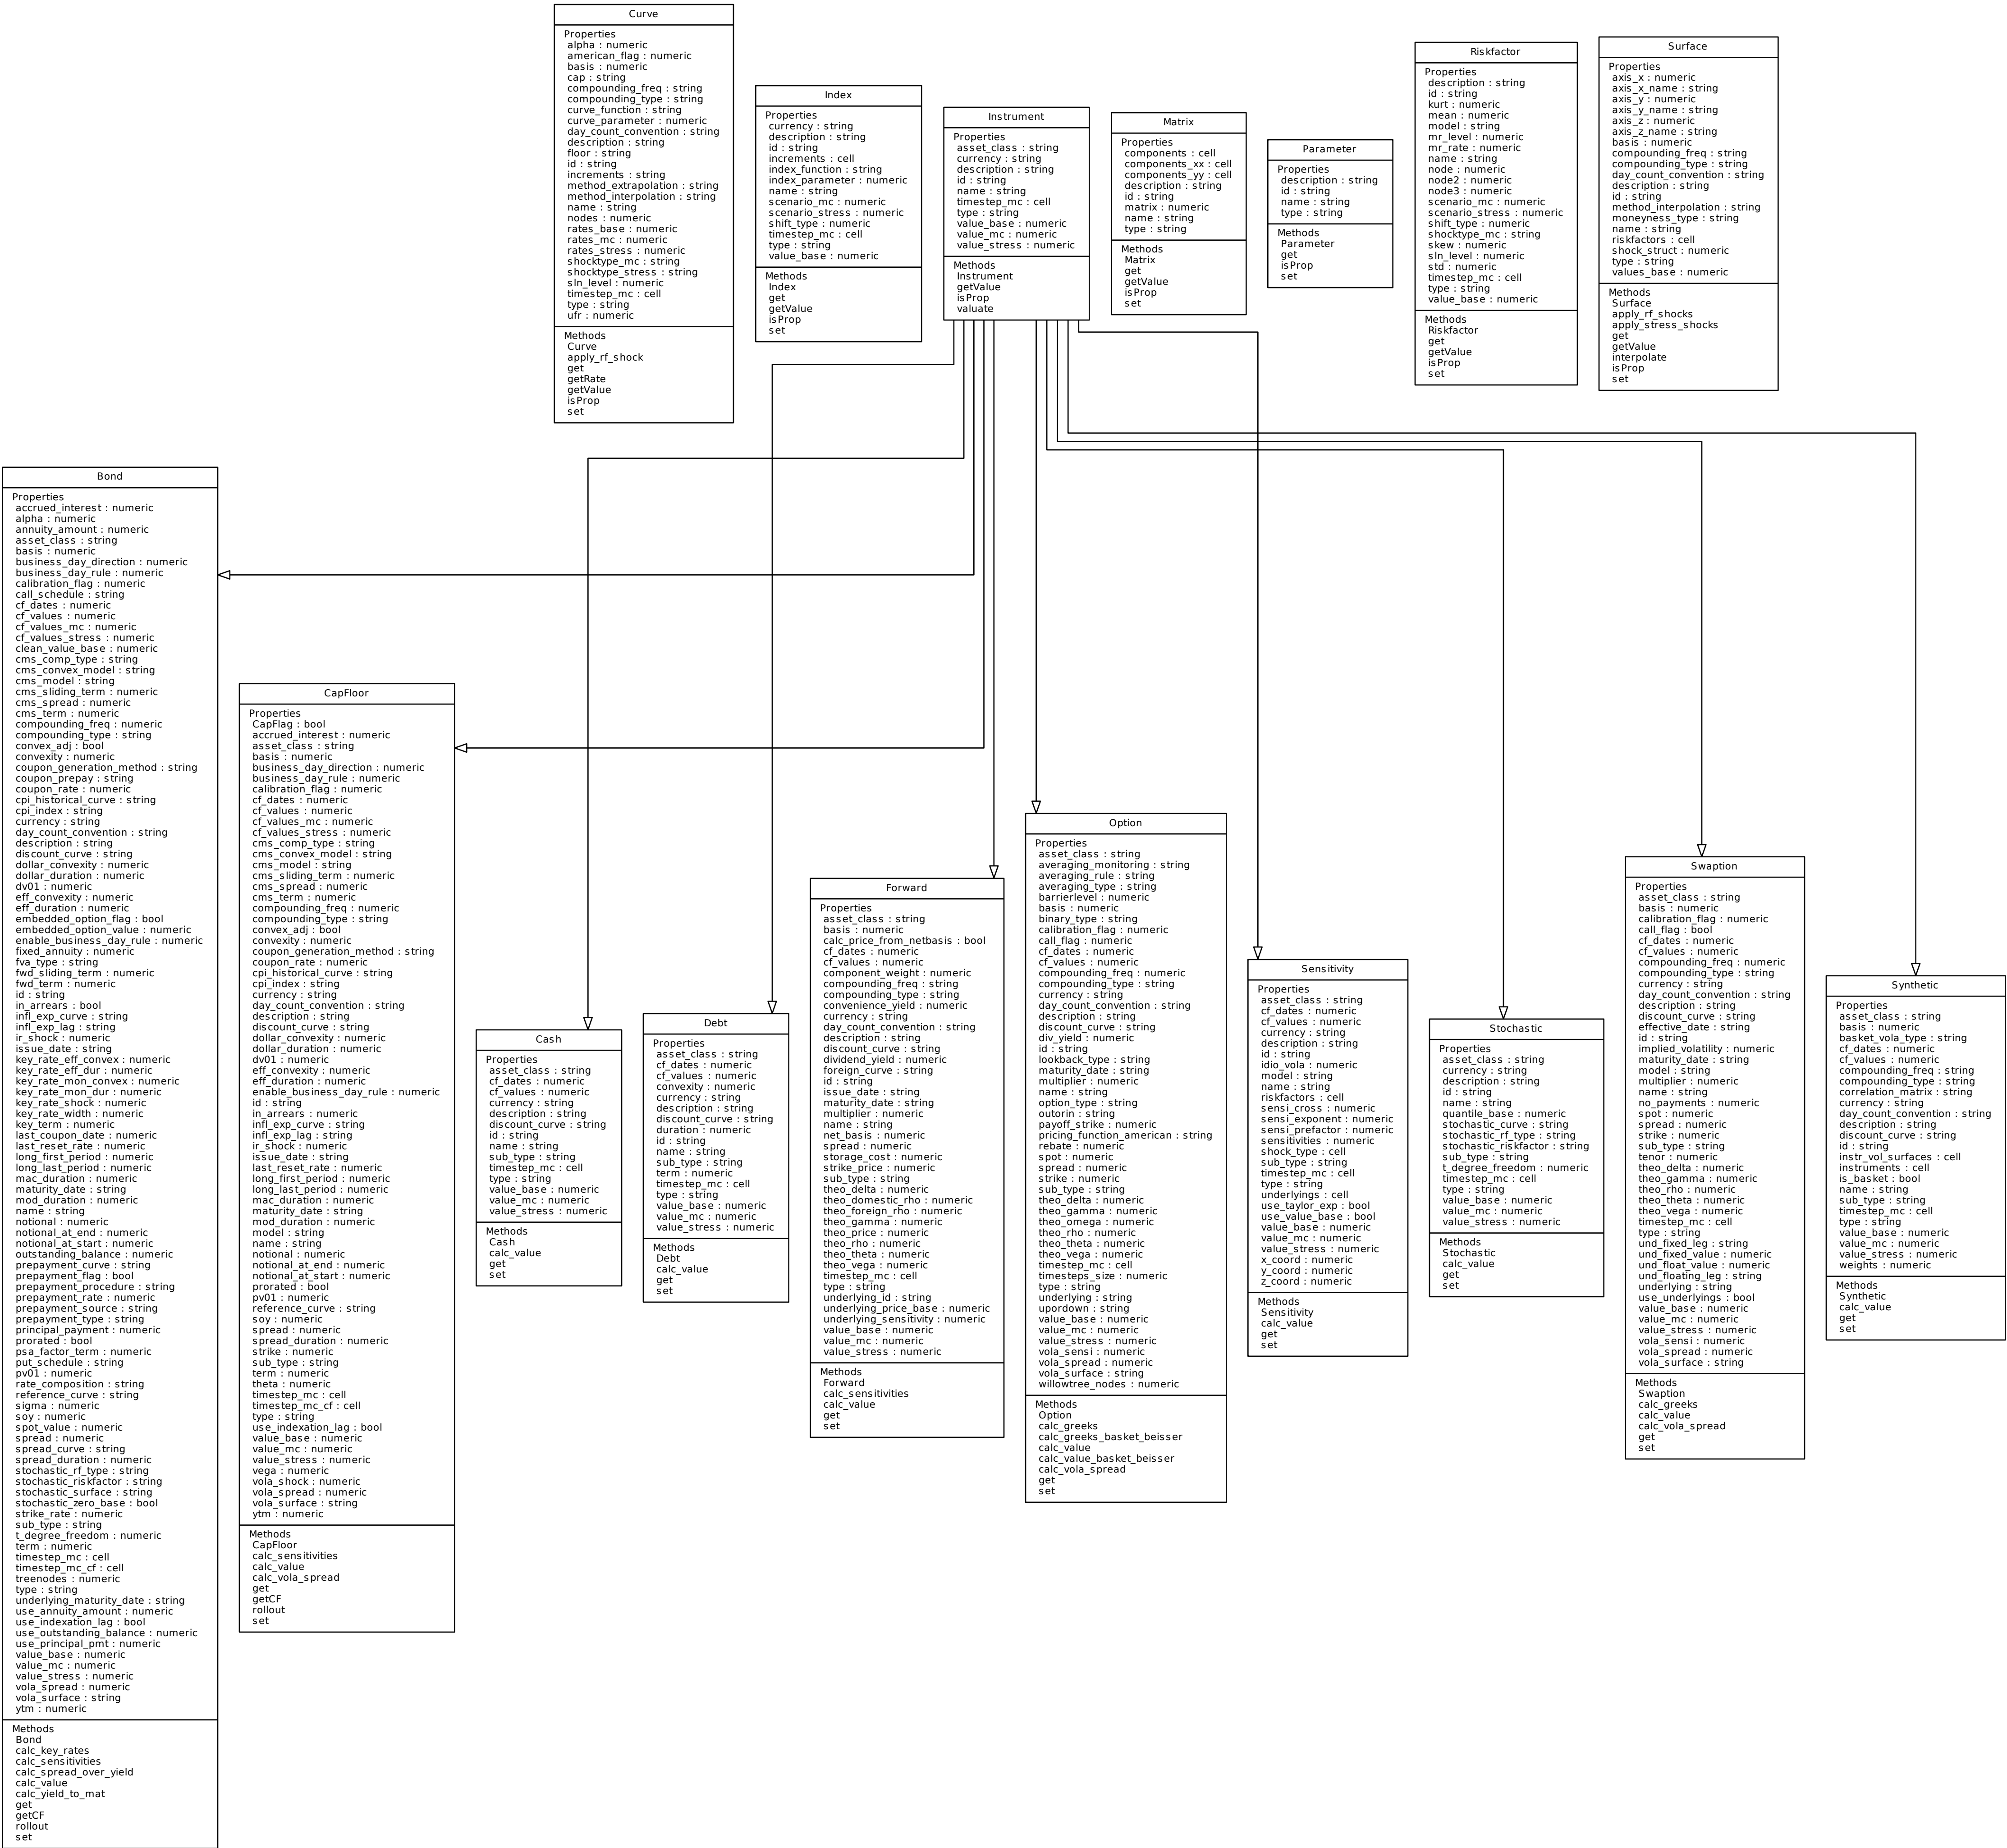 Curve
Properties
alpha : numeric
american_flag : numeric
basis : numeric
cap : string
compounding_freq : string
compounding_type : string
curve_function : string
curve_parameter : numeric
day_count_convention : string
description : string
floor : string
id : string
increments : string
method_extrapolation : string
method_interpolation : string
name : string
nodes : numeric
rates_base : numeric
rates_mc : numeric
rates_stress : numeric
shocktype_mc : string
shocktype_stress : string
sln_level : numeric
timestep_mc : cell
type : string
ufr : numeric
Methods
Curve
apply_rf_shock
get
getRate
getValue
isProp
set
Index
Properties
currency : string
description : string
id : string
increments : cell
index_function : string
index_parameter : numeric
name : string
scenario_mc : numeric
scenario_stress : numeric
shift_type : numeric
timestep_mc : cell
type : string
value_base : numeric
Methods
Index
get
getValue
isProp
set
Instrument
Properties
asset_class : string
currency : string
description : string
id : string
name : string
timestep_mc : cell
type : string
value_base : numeric
value_mc : numeric
value_stress : numeric
Methods
Instrument
getValue
isProp
valuate
Matrix
Properties
components : cell
components_xx : cell
components_yy : cell
description : string
id : string
matrix : numeric
name : string
type : string
Methods
Matrix
get
getValue
isProp
set
Parameter
Properties
description : string
id : string
name : string
type : string
Methods
Parameter
get
isProp
set
Riskfactor
Properties
description : string
id : string
kurt : numeric
mean : numeric
model : string
mr_level : numeric
mr_rate : numeric
name : string
node : numeric
node2 : numeric
node3 : numeric
scenario_mc : numeric
scenario_stress : numeric
shift_type : numeric
shocktype_mc : string
skew : numeric
sln_level : numeric
std : numeric
timestep_mc : cell
type : string
value_base : numeric
Methods
Riskfactor
get
getValue
isProp
set
Surface
Properties
axis_x : numeric
axis_x_name : string
axis_y : numeric
axis_y_name : string
axis_z : numeric
axis_z_name : string
basis : numeric
compounding_freq : string
compounding_type : string
day_count_convention : string
description : string
id : string
method_interpolation : string
moneyness_type : string
name : string
riskfactors : cell
shock_struct : numeric
type : string
values_base : numeric
Methods
Surface
apply_rf_shocks
apply_stress_shocks
get
getValue
interpolate
isProp
set
Bond
Properties
accrued_interest : numeric
alpha : numeric
annuity_amount : numeric
asset_class : string
basis : numeric
business_day_direction : numeric
business_day_rule : numeric
calibration_flag : numeric
call_schedule : string
cf_dates : numeric
cf_values : numeric
cf_values_mc : numeric
cf_values_stress : numeric
clean_value_base : numeric
cms_comp_type : string
cms_convex_model : string
cms_model : string
cms_sliding_term : numeric
cms_spread : numeric
cms_term : numeric
compounding_freq : numeric
compounding_type : string
convex_adj : bool
convexity : numeric
coupon_generation_method : string
coupon_prepay : string
coupon_rate : numeric
cpi_historical_curve : string
cpi_index : string
currency : string
day_count_convention : string
description : string
discount_curve : string
dollar_convexity : numeric
dollar_duration : numeric
dv01 : numeric
eff_convexity : numeric
eff_duration : numeric
embedded_option_flag : bool
embedded_option_value : numeric
enable_business_day_rule : numeric
fixed_annuity : numeric
fva_type : string
fwd_sliding_term : numeric
fwd_term : numeric
id : string
in_arrears : bool
infl_exp_curve : string
infl_exp_lag : string
ir_shock : numeric
issue_date : string
key_rate_eff_convex : numeric
key_rate_eff_dur : numeric
key_rate_mon_convex : numeric
key_rate_mon_dur : numeric
key_rate_shock : numeric
key_rate_width : numeric
key_term : numeric
last_coupon_date : numeric
last_reset_rate : numeric
long_first_period : numeric
long_last_period : numeric
mac_duration : numeric
maturity_date : string
mod_duration : numeric
name : string
notional : numeric
notional_at_end : numeric
notional_at_start : numeric
outstanding_balance : numeric
prepayment_curve : string
prepayment_flag : bool
prepayment_procedure : string
prepayment_rate : numeric
prepayment_source : string
prepayment_type : string
principal_payment : numeric
prorated : bool
psa_factor_term : numeric
put_schedule : string
pv01 : numeric
rate_composition : string
reference_curve : string
sigma : numeric
soy : numeric
spot_value : numeric
spread : numeric
spread_curve : string
spread_duration : numeric
stochastic_rf_type : string
stochastic_riskfactor : string
stochastic_surface : string
stochastic_zero_base : bool
strike_rate : numeric
sub_type : string
t_degree_freedom : numeric
term : numeric
timestep_mc : cell
timestep_mc_cf : cell
treenodes : numeric
type : string
underlying_maturity_date : string
use_annuity_amount : numeric
use_indexation_lag : bool
use_outstanding_balance : numeric
use_principal_pmt : numeric
value_base : numeric
value_mc : numeric
value_stress : numeric
vola_spread : numeric
vola_surface : string
ytm : numeric
Methods
Bond
calc_key_rates
calc_sensitivities
calc_spread_over_yield
calc_value
calc_yield_to_mat
get
getCF
rollout
set
CapFloor
Properties
CapFlag : bool
accrued_interest : numeric
asset_class : string
basis : numeric
business_day_direction : numeric
business_day_rule : numeric
calibration_flag : numeric
cf_dates : numeric
cf_values : numeric
cf_values_mc : numeric
cf_values_stress : numeric
cms_comp_type : string
cms_convex_model : string
cms_model : string
cms_sliding_term : numeric
cms_spread : numeric
cms_term : numeric
compounding_freq : numeric
compounding_type : string
convex_adj : bool
convexity : numeric
coupon_generation_method : string
coupon_rate : numeric
cpi_historical_curve : string
cpi_index : string
currency : string
day_count_convention : string
description : string
discount_curve : string
dollar_convexity : numeric
dollar_duration : numeric
dv01 : numeric
eff_convexity : numeric
eff_duration : numeric
enable_business_day_rule : numeric
id : string
in_arrears : numeric
infl_exp_curve : string
infl_exp_lag : string
ir_shock : numeric
issue_date : string
last_reset_rate : numeric
long_first_period : numeric
long_last_period : numeric
mac_duration : numeric
maturity_date : string
mod_duration : numeric
model : string
name : string
notional : numeric
notional_at_end : numeric
notional_at_start : numeric
prorated : bool
pv01 : numeric
reference_curve : string
soy : numeric
spread : numeric
spread_duration : numeric
strike : numeric
sub_type : string
term : numeric
theta : numeric
timestep_mc : cell
timestep_mc_cf : cell
type : string
use_indexation_lag : bool
value_base : numeric
value_mc : numeric
value_stress : numeric
vega : numeric
vola_shock : numeric
vola_spread : numeric
vola_surface : string
ytm : numeric
Methods
CapFloor
calc_sensitivities
calc_value
calc_vola_spread
get
getCF
rollout
set
Cash
Properties
asset_class : string
cf_dates : numeric
cf_values : numeric
currency : string
description : string
discount_curve : string
id : string
name : string
sub_type : string
timestep_mc : cell
type : string
value_base : numeric
value_mc : numeric
value_stress : numeric
Methods
Cash
calc_value
get
set
Debt
Properties
asset_class : string
cf_dates : numeric
cf_values : numeric
convexity : numeric
currency : string
description : string
discount_curve : string
duration : numeric
id : string
name : string
sub_type : string
term : numeric
timestep_mc : cell
type : string
value_base : numeric
value_mc : numeric
value_stress : numeric
Methods
Debt
calc_value
get
set
Forward
Properties
asset_class : string
basis : numeric
calc_price_from_netbasis : bool
cf_dates : numeric
cf_values : numeric
component_weight : numeric
compounding_freq : string
compounding_type : string
convenience_yield : numeric
currency : string
day_count_convention : string
description : string
discount_curve : string
dividend_yield : numeric
foreign_curve : string
id : string
issue_date : string
maturity_date : string
multiplier : numeric
name : string
net_basis : numeric
spread : numeric
storage_cost : numeric
strike_price : numeric
sub_type : string
theo_delta : numeric
theo_domestic_rho : numeric
theo_foreign_rho : numeric
theo_gamma : numeric
theo_price : numeric
theo_rho : numeric
theo_theta : numeric
theo_vega : numeric
timestep_mc : cell
type : string
underlying_id : string
underlying_price_base : numeric
underlying_sensitivity : numeric
value_base : numeric
value_mc : numeric
value_stress : numeric
Methods
Forward
calc_sensitivities
calc_value
get
set
Option
Properties
asset_class : string
averaging_monitoring : string
averaging_rule : string
averaging_type : string
barrierlevel : numeric
basis : numeric
binary_type : string
calibration_flag : numeric
call_flag : numeric
cf_dates : numeric
cf_values : numeric
compounding_freq : numeric
compounding_type : string
currency : string
day_count_convention : string
description : string
discount_curve : string
div_yield : numeric
id : string
lookback_type : string
maturity_date : string
multiplier : numeric
name : string
option_type : string
outorin : string
payoff_strike : numeric
pricing_function_american : string
rebate : numeric
spot : numeric
spread : numeric
strike : numeric
sub_type : string
theo_delta : numeric
theo_gamma : numeric
theo_omega : numeric
theo_rho : numeric
theo_theta : numeric
theo_vega : numeric
timestep_mc : cell
timesteps_size : numeric
type : string
underlying : string
upordown : string
value_base : numeric
value_mc : numeric
value_stress : numeric
vola_sensi : numeric
vola_spread : numeric
vola_surface : string
willowtree_nodes : numeric
Methods
Option
calc_greeks
calc_greeks_basket_beisser
calc_value
calc_value_basket_beisser
calc_vola_spread
get
set
Sensitivity
Properties
asset_class : string
cf_dates : numeric
cf_values : numeric
currency : string
description : string
id : string
idio_vola : numeric
model : string
name : string
riskfactors : cell
sensi_cross : numeric
sensi_exponent : numeric
sensi_prefactor : numeric
sensitivities : numeric
shock_type : cell
sub_type : string
timestep_mc : cell
type : string
underlyings : cell
use_taylor_exp : bool
use_value_base : bool
value_base : numeric
value_mc : numeric
value_stress : numeric
x_coord : numeric
y_coord : numeric
z_coord : numeric
Methods
Sensitivity
calc_value
get
set
Stochastic
Properties
asset_class : string
currency : string
description : string
id : string
name : string
quantile_base : numeric
stochastic_curve : string
stochastic_rf_type : string
stochastic_riskfactor : string
sub_type : string
t_degree_freedom : numeric
timestep_mc : cell
type : string
value_base : numeric
value_mc : numeric
value_stress : numeric
Methods
Stochastic
calc_value
get
set
Swaption
Properties
asset_class : string
basis : numeric
calibration_flag : numeric
call_flag : bool
cf_dates : numeric
cf_values : numeric
compounding_freq : numeric
compounding_type : string
currency : string
day_count_convention : string
description : string
discount_curve : string
effective_date : string
id : string
implied_volatility : numeric
maturity_date : string
model : string
multiplier : numeric
name : string
no_payments : numeric
spot : numeric
spread : numeric
strike : numeric
sub_type : string
tenor : numeric
theo_delta : numeric
theo_gamma : numeric
theo_rho : numeric
theo_theta : numeric
theo_vega : numeric
timestep_mc : cell
type : string
und_fixed_leg : string
und_fixed_value : numeric
und_float_value : numeric
und_floating_leg : string
underlying : string
use_underlyings : bool
value_base : numeric
value_mc : numeric
value_stress : numeric
vola_sensi : numeric
vola_spread : numeric
vola_surface : string
Methods
Swaption
calc_greeks
calc_value
calc_vola_spread
get
set
Synthetic
Properties
asset_class : string
basis : numeric
basket_vola_type : string
cf_dates : numeric
cf_values : numeric
compounding_freq : string
compounding_type : string
correlation_matrix : string
currency : string
day_count_convention : string
description : string
discount_curve : string
id : string
instr_vol_surfaces : cell
instruments : cell
is_basket : bool
name : string
sub_type : string
timestep_mc : cell
type : string
value_base : numeric
value_mc : numeric
value_stress : numeric
weights : numeric
Methods
Synthetic
calc_value
get
set